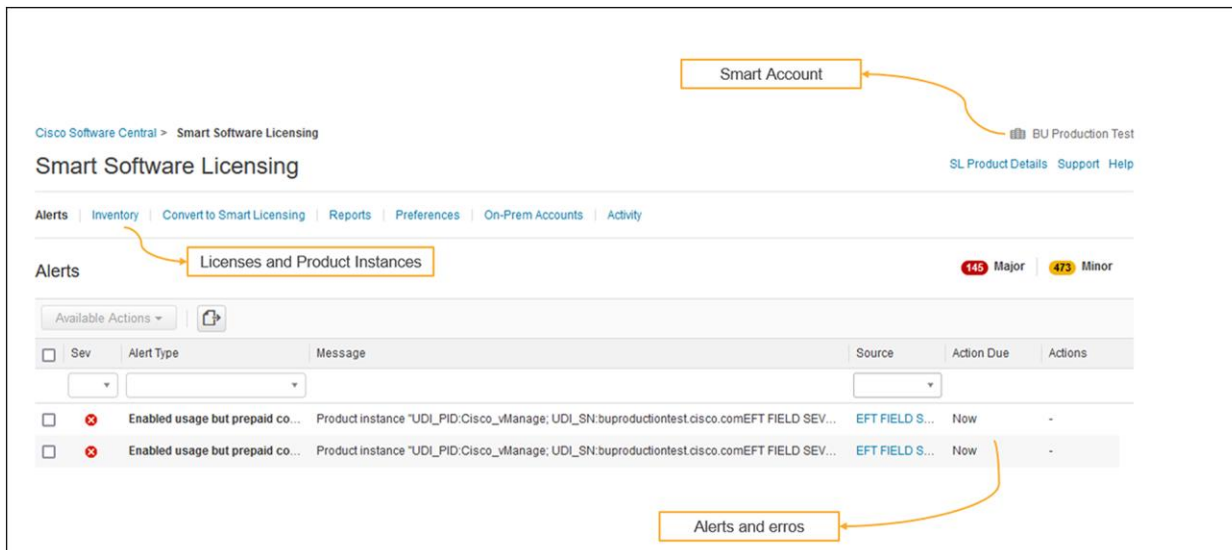 Smart Account
Cisco Software Central > Smart Software Licensing
BU Production Test
Smart Software Licensing
SL Product Details Support Help
Alerts | Inventory | Convert to Smart Licensing | Reports | Preferences | On-Prem Accounts | Activity
Licenses and Product Instances
Alerts
145 Major | 473 Minor
Available Actions
Sev Alert Type Message Source Action Due Actions
Enabled usage but prepaid co... Product instance "UDI_PID:Cisco_vManage; UDI_SN:buproductiontest.cisco.comEFT FIELD SEV... EFT FIELD S... Now -
Enabled usage but prepaid co... Product instance "UDI_PID:Cisco_vManage; UDI_SN:buproductiontest.cisco.comEFT FIELD SEV... EFT FIELD S... Now -
Alerts and erros